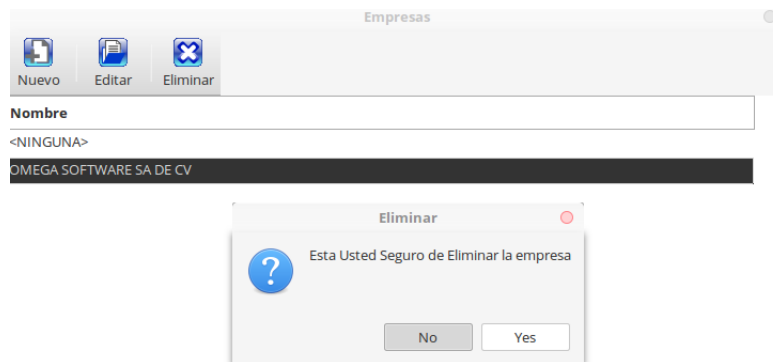 Empresas
Nuevo Editar Eliminar
Nombre
<NINGUNA>
OMEGA SOFTWARE SA DE CV
Eliminar
Esta Usted Seguro de Eliminar la empresa
No Yes